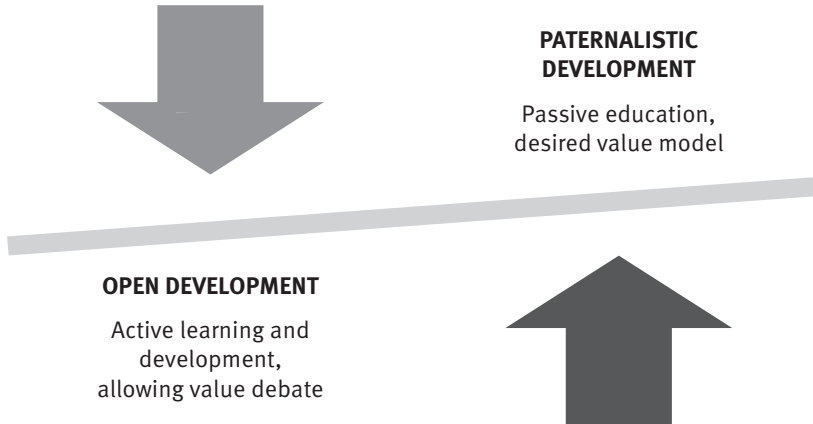 PATERNALISTIC
DEVELOPMENT
Passive education,
desired value model
OPEN DEVELOPMENT
Active learning and
development,
allowing value debate